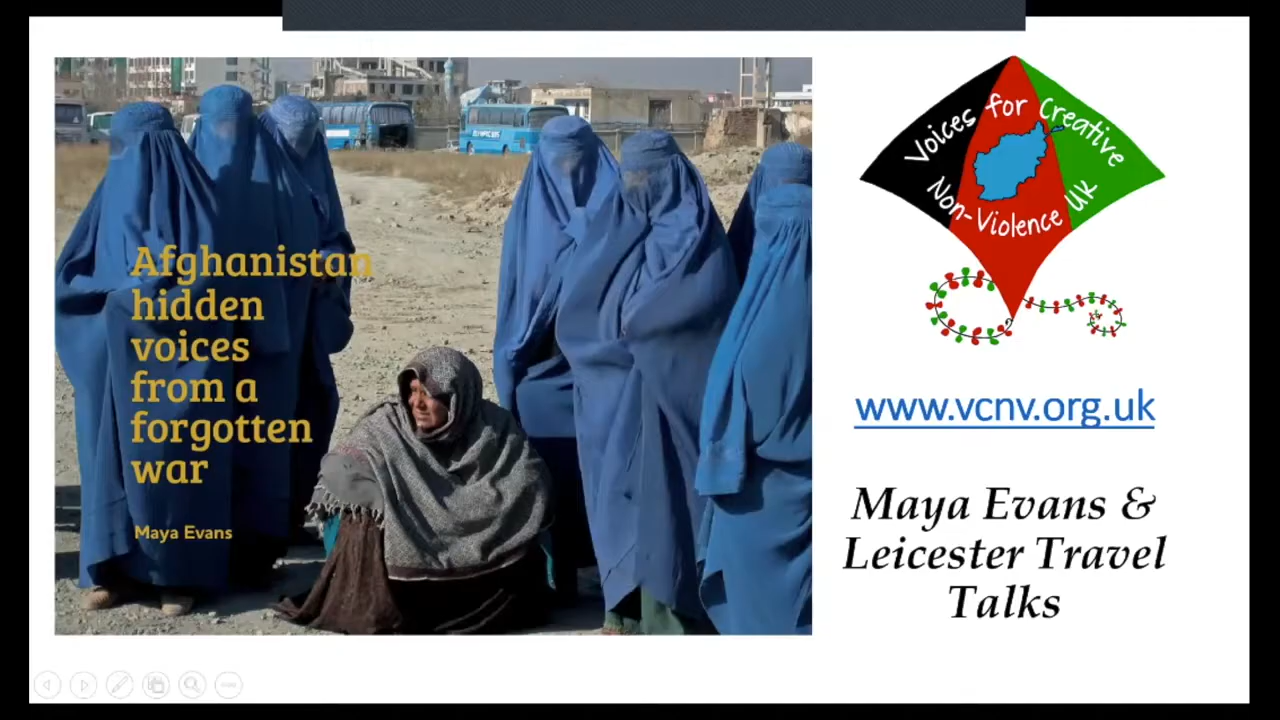 Afghanistan
hidden
voices
from a
forgotten
war
Maya Evans
Voices for Creative
Non-Violence UK
www.vcnv.org.uk
Maya Evans &
Leicester Travel
Talks